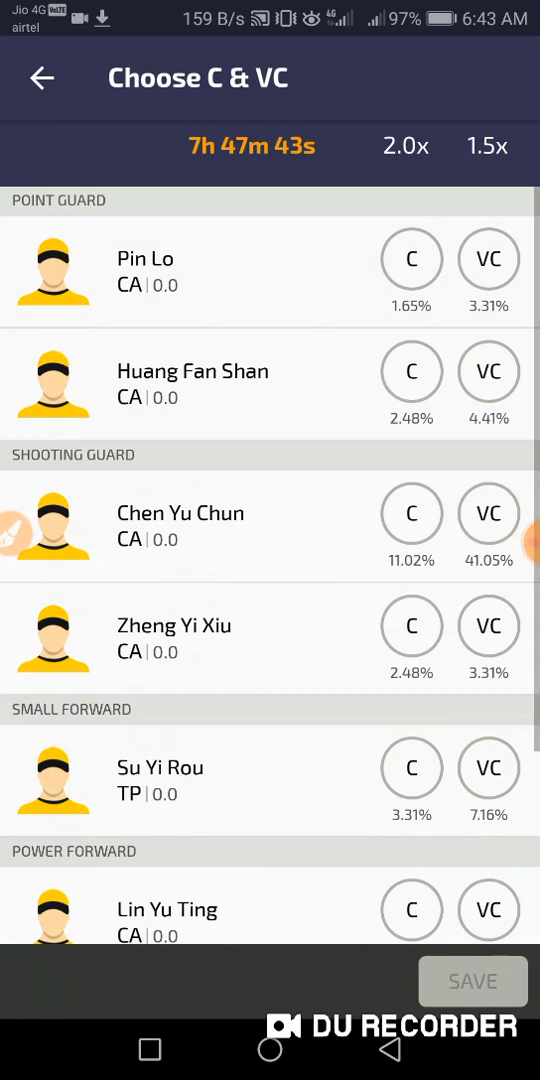 Jio 4G VoLTE
airtel
159 B/s 4G 97% 6:43 AM
Choose C & VC
7h 47m 43s 2.0x 1.5x
POINT GUARD
Pin Lo
CA | 0.0
C VC
1.65% 3.31%
Huang Fan Shan
CA | 0.0
C VC
2.48% 4.41%
SHOOTING GUARD
Chen Yu Chun
CA | 0.0
C VC
11.02% 41.05%
Zheng Yi Xiu
CA | 0.0
C VC
2.48% 3.31%
SMALL FORWARD
Su Yi Rou
TP | 0.0
C VC
3.31% 7.16%
POWER FORWARD
Lin Yu Ting
CA | 0.0
C VC
SAVE
DU RECORDER